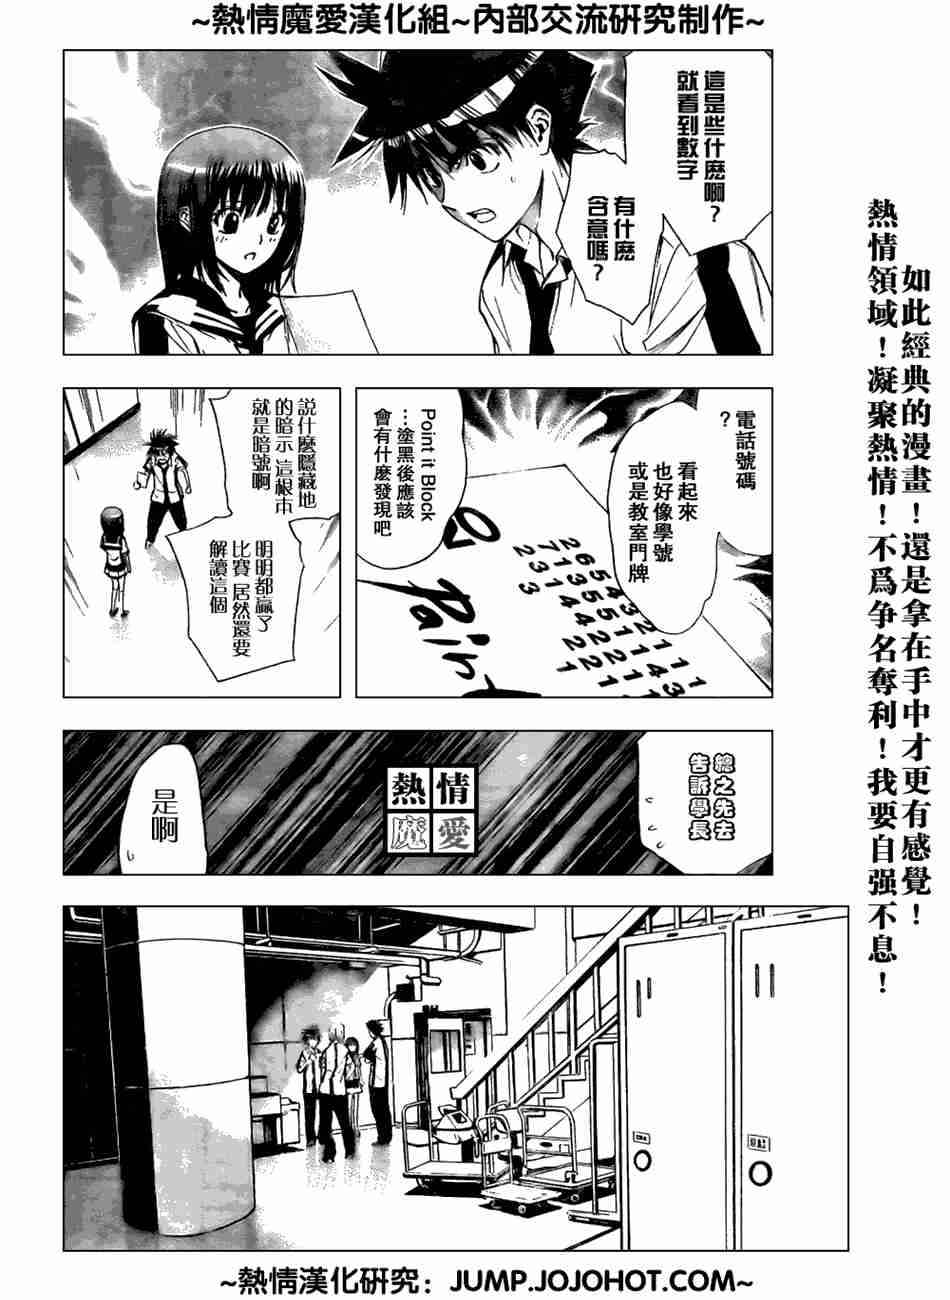 ~熱情魔愛漢化組~內部交流研究制作~
這是些什麽啊?
就看到數字
有什麽
含意嗎?
電話號碼
?
看起來
也好像學號
或是教室門牌
Point it Block
…塗黑後應該
會有什麽發現吧
Paint
説什麽隱藏地
的暗示 這根本
就是暗號啊
明明都贏了
比賽 居然還要
解讀這個
總之先去
告訴學長
熱情
魔愛
是啊
如此經典的漫畫!還是拿在手中才更有感覺!
熱情領域!凝聚熱情!不爲争名奪利!我要自强不息!
~熱情漢化研究：JUMP.JOJOHOT.COM~